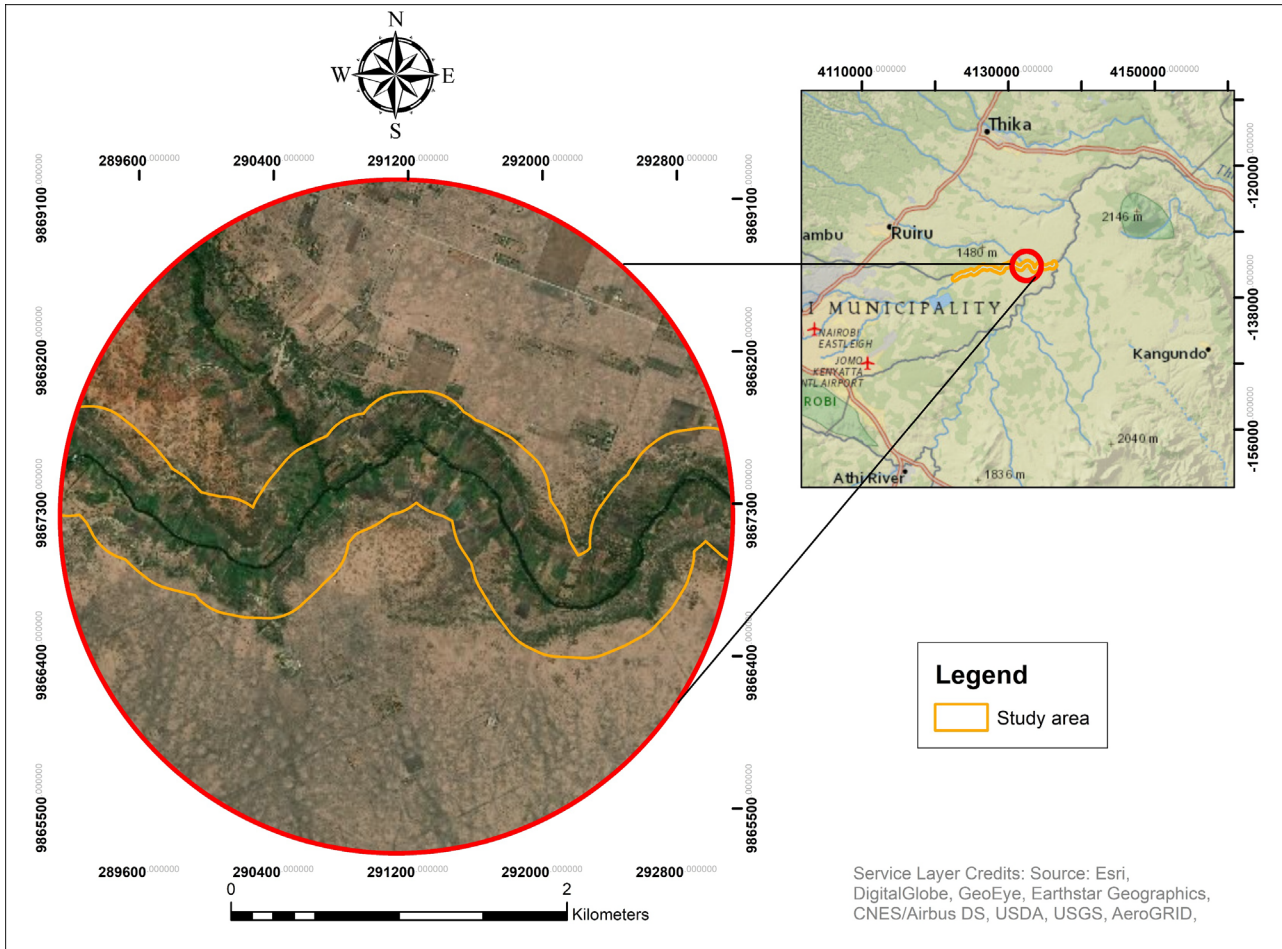 N
W E
S
289600.000000 290400.000000 291200.000000 292000.000000 292800.000000
9869100.000000
9868200.000000
9867300.000000
9866400.000000
9865500.000000
9869100.000000
9868200.000000
9867300.000000
9866400.000000
9865500.000000
289600.000000 290400.000000 291200.000000 292000.000000 292800.000000
0 2
Kilometers
4110000.000000 4130000.000000 4150000.000000
-120000.000000
-138000.000000
-156000.000000
Thika
Thi
2146 m
ambu
Ruiru
1480 m
I MUNICIPALITY
NAIROBI
EASTLEIGH
JOMO
KENYATTA
NTL AIRPORT
ROBI
Kangundo
2040 m
Athi River
1836 m
Legend
Study area
Service Layer Credits: Source: Esri,
DigitalGlobe, GeoEye, Earthstar Geographics,
CNES/Airbus DS, USDA, USGS, AeroGRID,